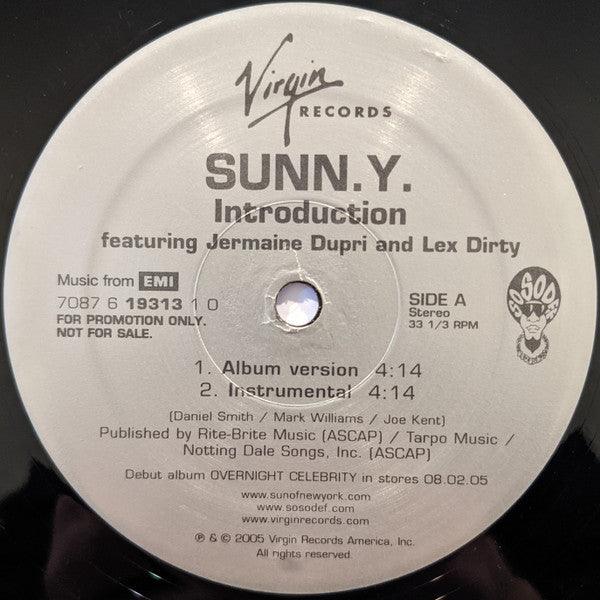 Virgin
RECORDS
SUNN.Y.
Introduction
featuring Jermaine Dupri and Lex Dirty
Music from EMI
7087 6 19313 1 0
FOR PROMOTION ONLY.
NOT FOR SALE.
SIDE A
Stereo
33 1/3 RPM
SO SO DEF
1. Album version 4:14
2. Instrumental 4:14
(Daniel Smith / Mark Williams / Joe Kent)
Published by Rite-Brite Music (ASCAP) / Tarpo Music /
Notting Dale Songs, Inc. (ASCAP)
Debut album OVERNIGHT CELEBRITY in stores 08.02.05
www.sunofnewyork.com
www.sosodef.com
www.virginrecords.com
℗ & © 2005 Virgin Records America, Inc.
All rights reserved.